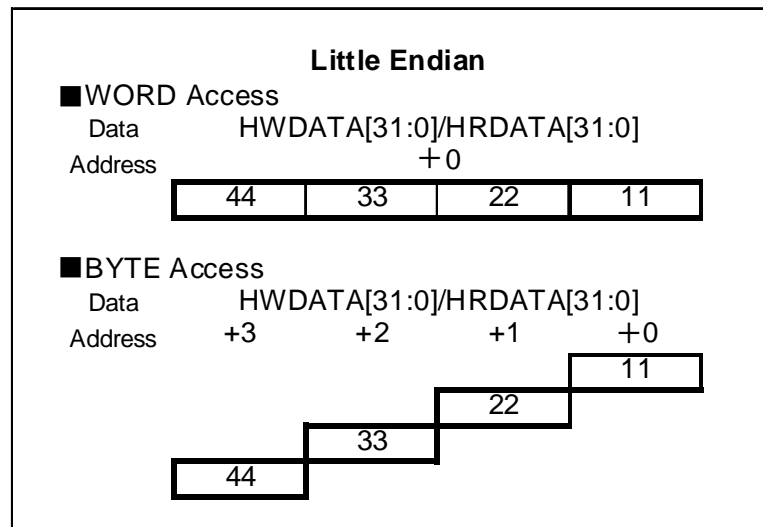 Little Endian
■WORD Access
Data HWDATA[31:0]/HRDATA[31:0]
Address +0
44 33 22 11
■BYTE Access
Data HWDATA[31:0]/HRDATA[31:0]
Address +3 +2 +1 +0
11
22
33
44